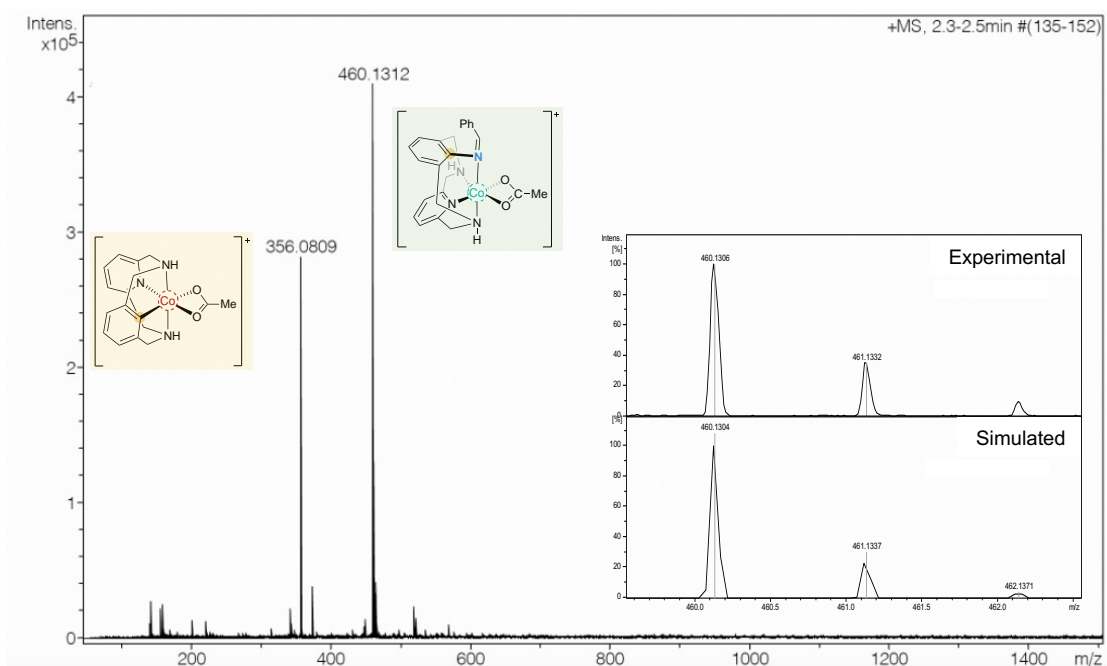 Intens.
x10⁵
+MS, 2.3-2.5min #(135-152)
460.1312
4
3
2
1
0
356.0809
+
NH
N
Co
O
O
Me
NH
+
Ph
N
H
N
Co
O
C
Me
O
N
N
H
Intens.
[%]
Experimental
460.1306
100
80
60
40
20
0
461.1332
[%]
Simulated
460.1304
100
80
60
40
20
0
461.1337
462.1371
460.0
460.5
461.0
461.5
462.0
m/z
200
400
600
800
1000
1200
1400
m/z